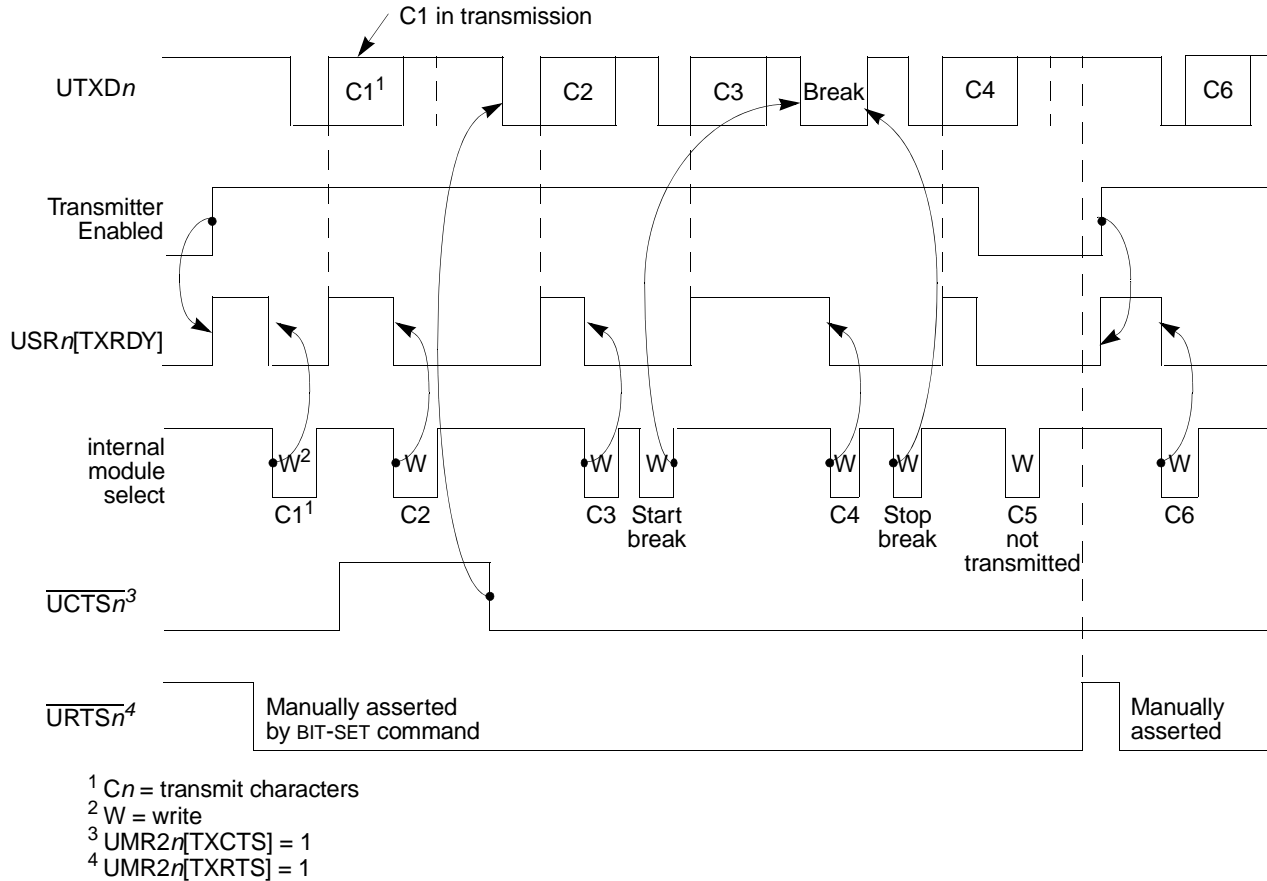 C1 in transmission
UTXDn
C1¹
C2
C3
Break
C4
C6
Transmitter
Enabled
USRn[TXRDY]
internal
module
select
W²
W
W
W
W
W
W
W
C1¹
C2
C3
Start
break
C4
Stop
break
C5
not
transmitted
C6
UCTSn³
URTSn⁴
Manually asserted
by BIT-SET command
Manually
asserted
¹ Cn = transmit characters
² W = write
³ UMR2n[TXCTS] = 1
⁴ UMR2n[TXRTS] = 1